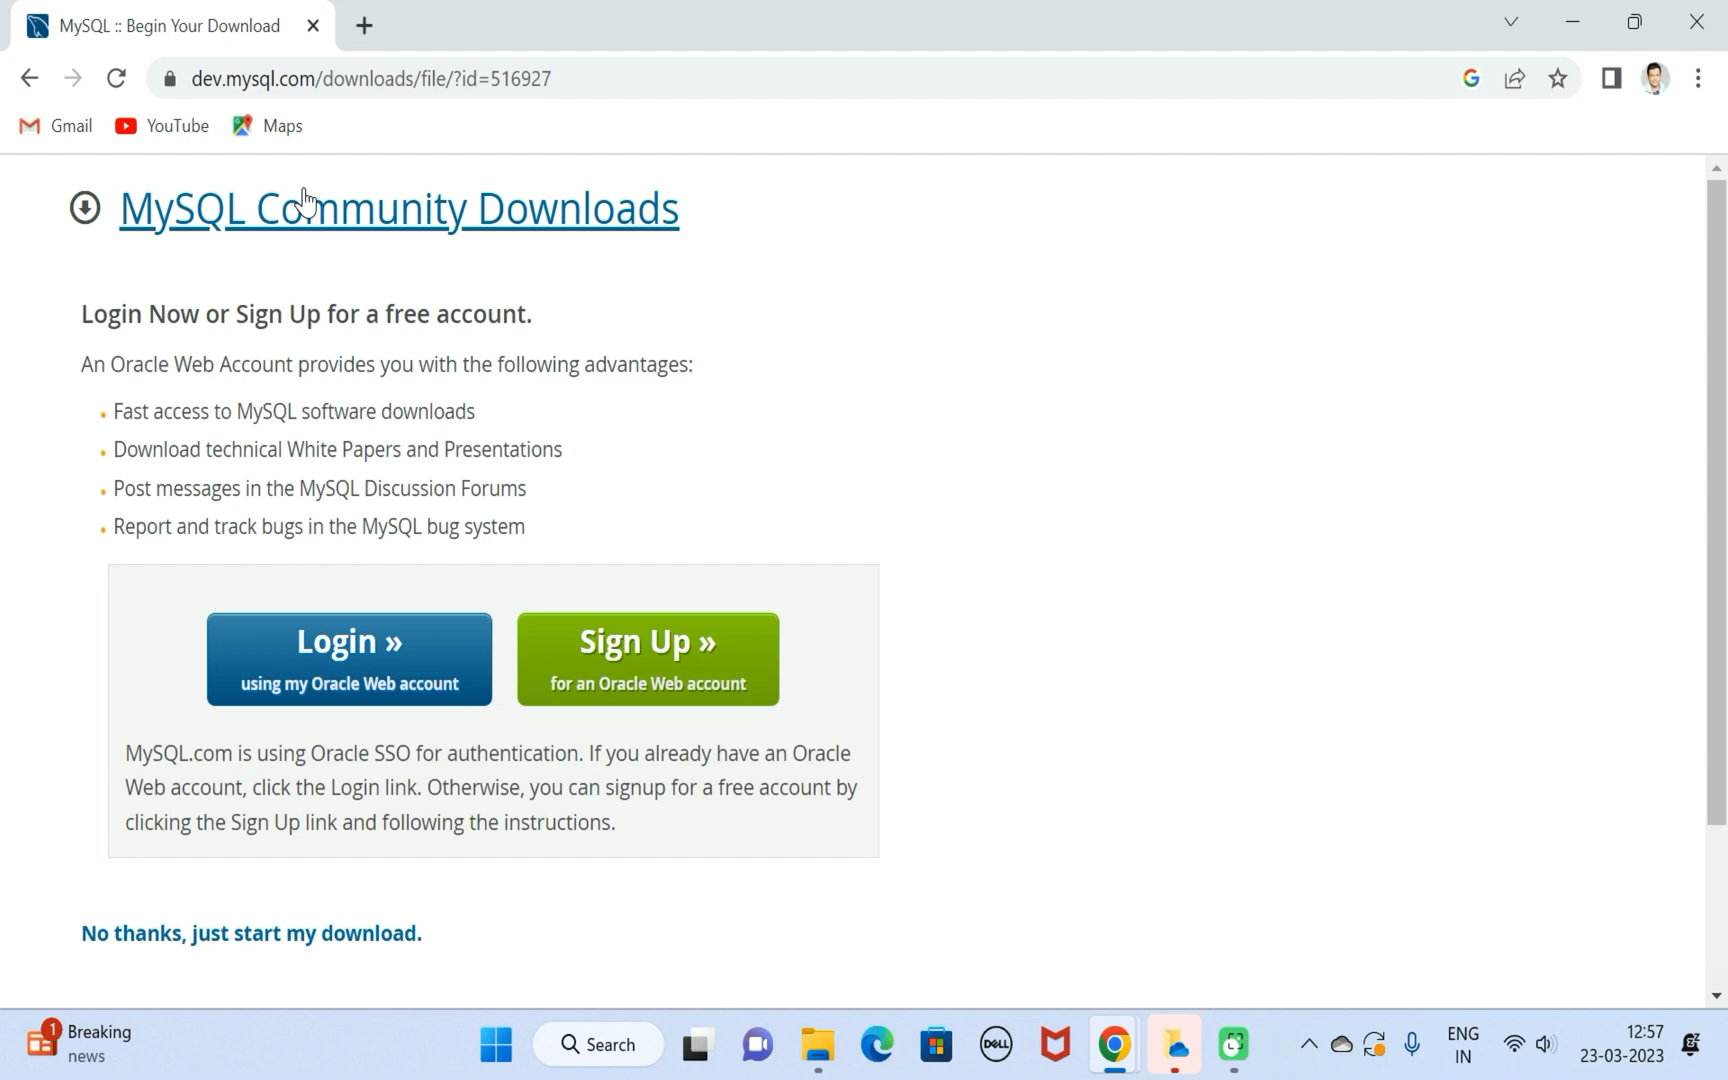 MySQL :: Begin Your Download
dev.mysql.com/downloads/file/?id=516927
Gmail YouTube Maps
MySQL Community Downloads
Login Now or Sign Up for a free account.
An Oracle Web Account provides you with the following advantages:
Fast access to MySQL software downloads
Download technical White Papers and Presentations
Post messages in the MySQL Discussion Forums
Report and track bugs in the MySQL bug system
Login » Sign Up »
using my Oracle Web account for an Oracle Web account
MySQL.com is using Oracle SSO for authentication. If you already have an Oracle
Web account, click the Login link. Otherwise, you can signup for a free account by
clicking the Sign Up link and following the instructions.
No thanks, just start my download.
1 Breaking
news
Search
DELL
ENG
IN
12:57
23-03-2023